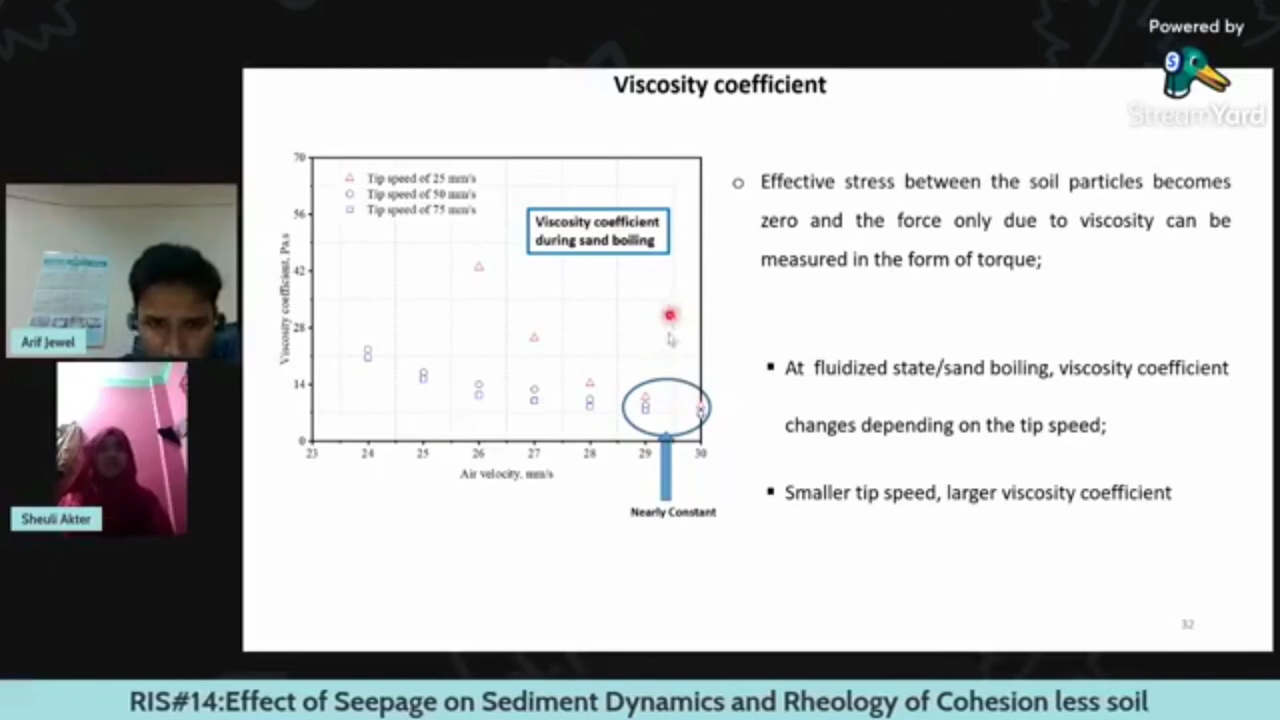 Powered by
StreamYard
Viscosity coefficient
70
56
42
28
14
0
Viscosity coefficient, Pa.s
Tip speed of 25 mm/s
Tip speed of 50 mm/s
Tip speed of 75 mm/s
Viscosity coefficient
during sand boiling
23 24 25 26 27 28 29 30
Air velocity, mm/s
Nearly Constant
Effective stress between the soil particles becomes
zero and the force only due to viscosity can be
measured in the form of torque;
At fluidized state/sand boiling, viscosity coefficient
changes depending on the tip speed;
Smaller tip speed, larger viscosity coefficient
32
Arif Jewel
Sheuli Akter
RIS#14:Effect of Seepage on Sediment Dynamics and Rheology of Cohesion less soil